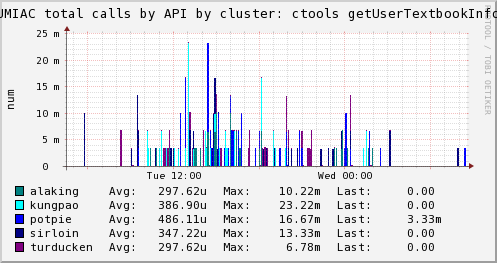 UMIAC total calls by API by cluster: ctools getUserTextbookInf
RRDTOOL / TOBI OETIKER
num
25 m
20 m
15 m
10 m
5 m
0
Tue 12:00 Wed 00:00
alaking Avg: 297.62u Max: 10.22m Last: 0.00
kungpao Avg: 386.90u Max: 23.22m Last: 0.00
potpie Avg: 486.11u Max: 16.67m Last: 3.33m
sirloin Avg: 347.22u Max: 13.33m Last: 0.00
turducken Avg: 297.62u Max: 6.78m Last: 0.00